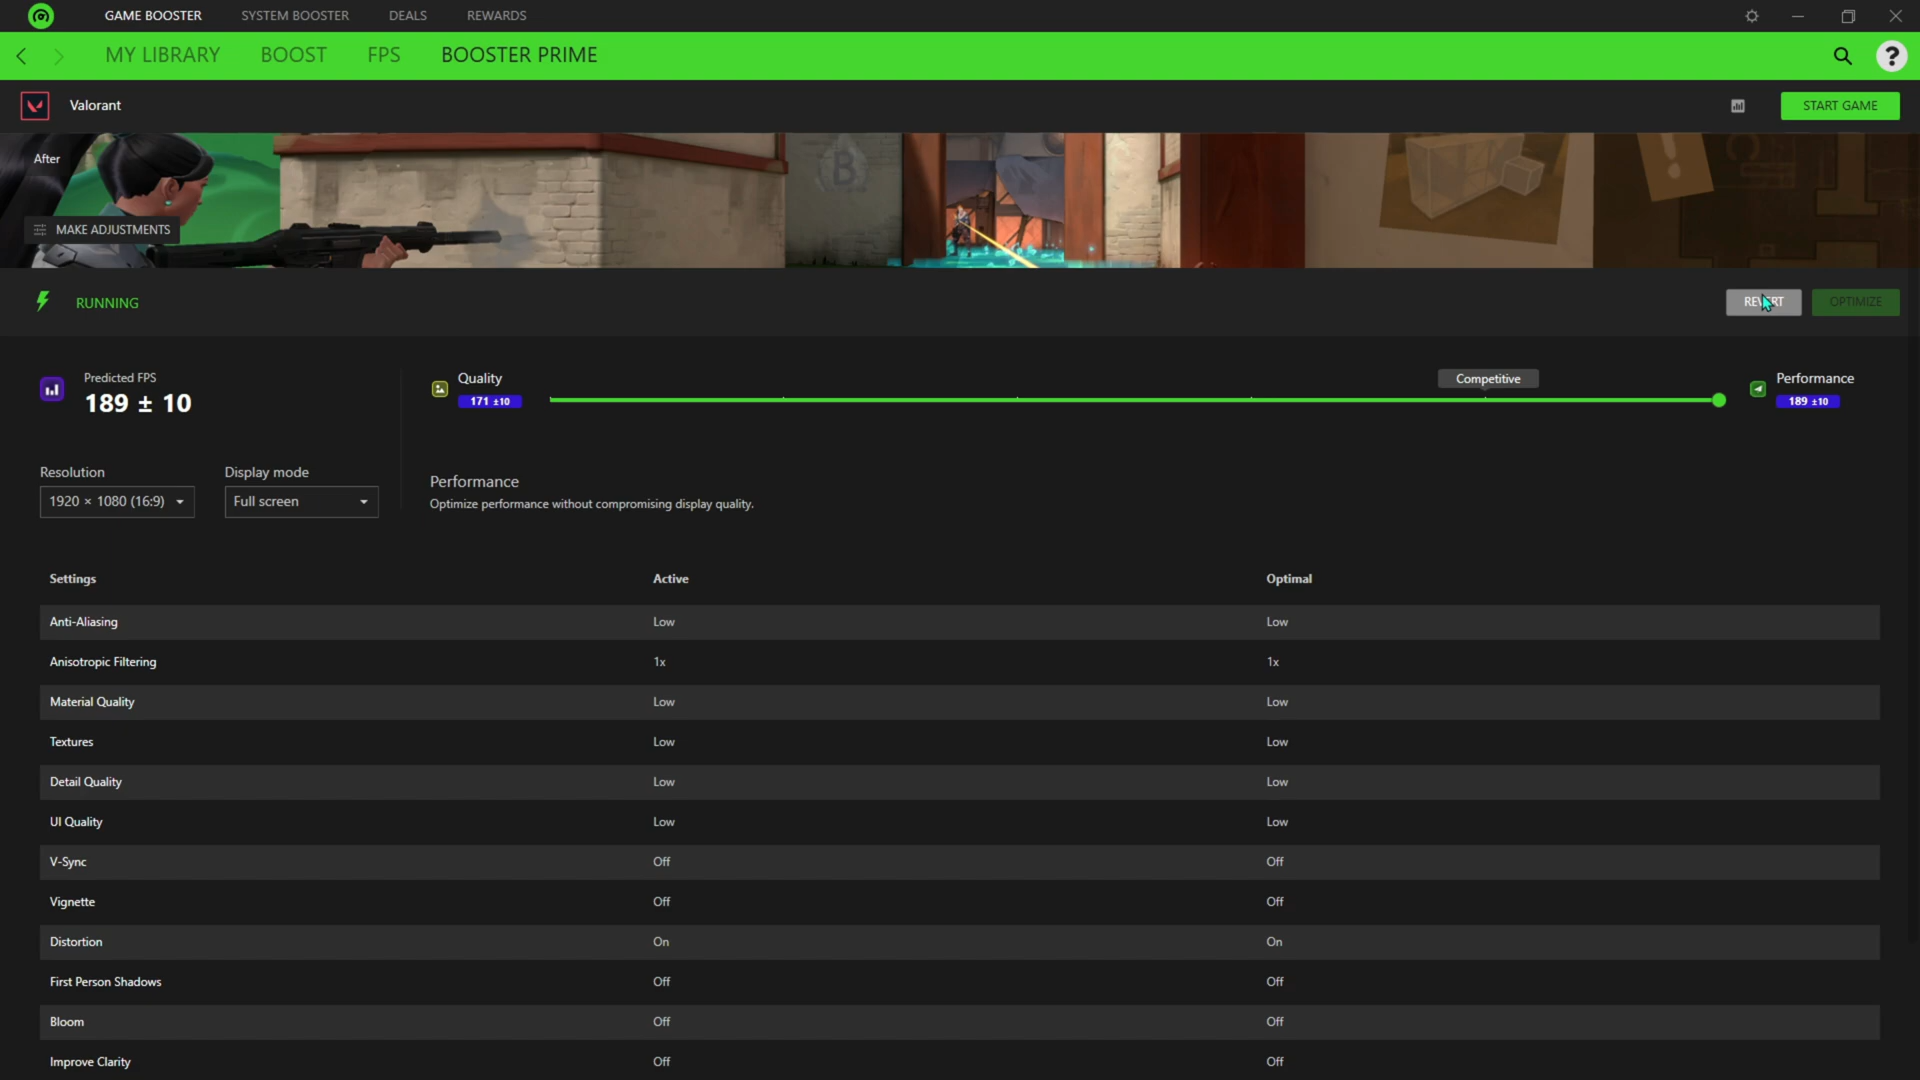 GAME BOOSTER SYSTEM BOOSTER DEALS REWARDS
MY LIBRARY BOOST FPS BOOSTER PRIME
?
Valorant
START GAME
After
B
MAKE ADJUSTMENTS
RUNNING
REVERT OPTIMIZE
Predicted FPS
189 ± 10
Quality
171 ±10
Competitive
Performance
189 ±10
Resolution
1920 × 1080 (16:9)
Display mode
Full screen
Performance
Optimize performance without compromising display quality.
Settings Active Optimal
Anti-Aliasing Low Low
Anisotropic Filtering 1x 1x
Material Quality Low Low
Textures Low Low
Detail Quality Low Low
UI Quality Low Low
V-Sync Off Off
Vignette Off Off
Distortion On On
First Person Shadows Off Off
Bloom Off Off
Improve Clarity Off Off